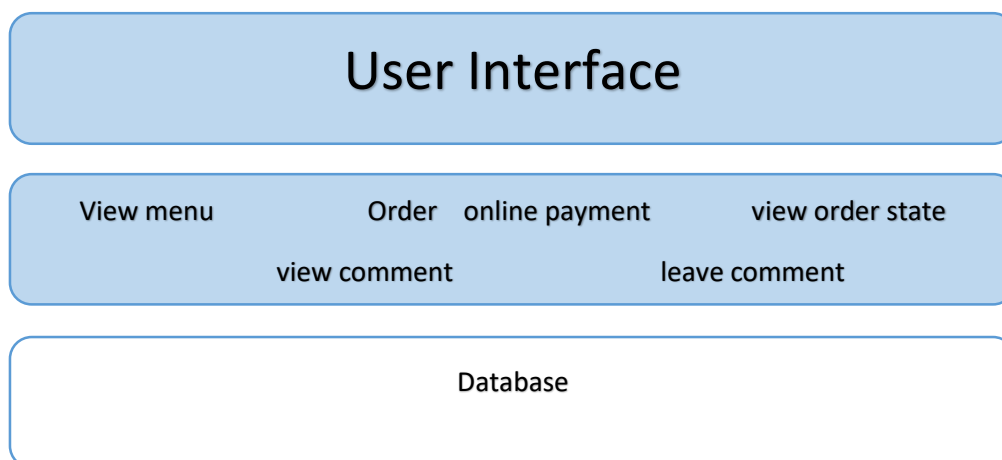 User Interface
View menu Order online payment view order state
view comment leave comment
Database